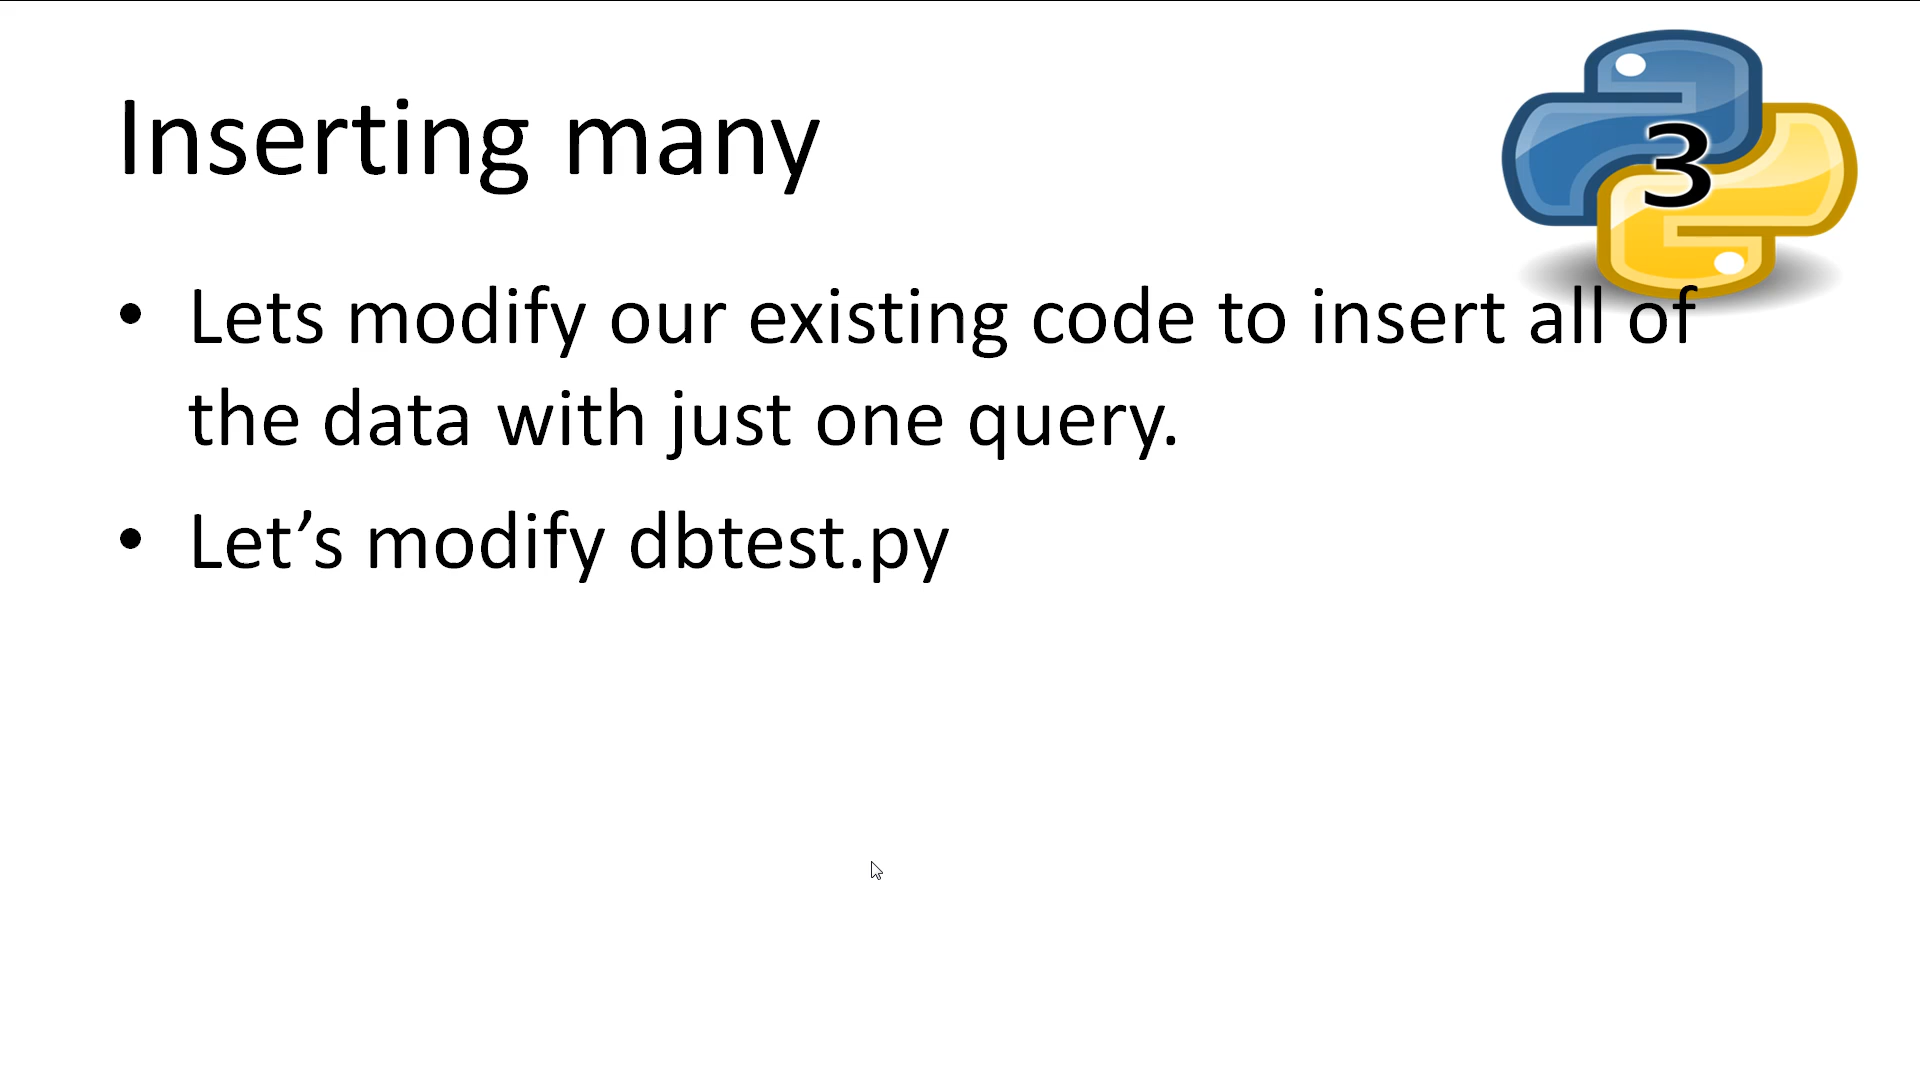 Inserting many
3
• Lets modify our existing code to insert all of
the data with just one query.
• Let’s modify dbtest.py